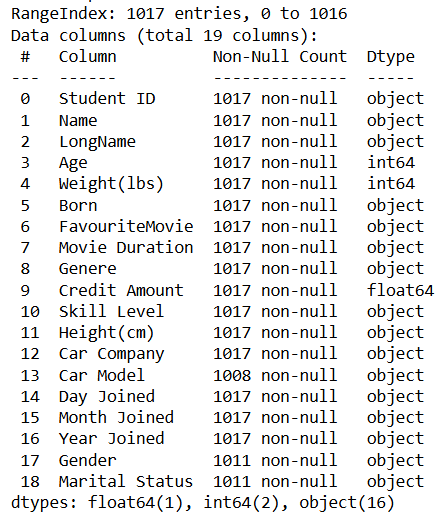 RangeIndex: 1017 entries, 0 to 1016
Data columns (total 19 columns):
 #   Column          Non-Null Count  Dtype
---  ------          --------------  -----
 0   Student ID      1017 non-null   object
 1   Name            1017 non-null   object
 2   LongName        1017 non-null   object
 3   Age             1017 non-null   int64
 4   Weight(lbs)     1017 non-null   int64
 5   Born            1017 non-null   object
 6   FavouriteMovie  1017 non-null   object
 7   Movie Duration  1017 non-null   object
 8   Genere          1017 non-null   object
 9   Credit Amount   1017 non-null   float64
 10  Skill Level     1017 non-null   object
 11  Height(cm)      1017 non-null   object
 12  Car Company     1017 non-null   object
 13  Car Model       1008 non-null   object
 14  Day Joined      1017 non-null   object
 15  Month Joined    1017 non-null   object
 16  Year Joined     1017 non-null   object
 17  Gender          1011 non-null   object
 18  Marital Status  1011 non-null   object
dtypes: float64(1), int64(2), object(16)